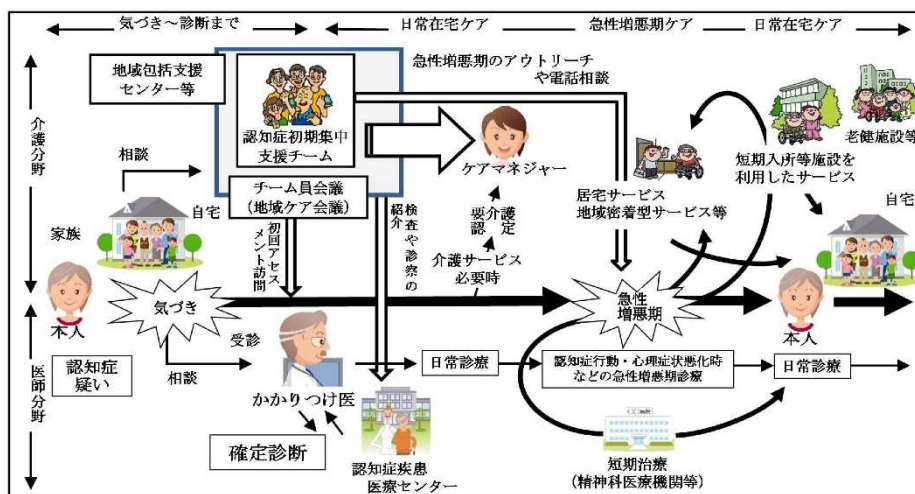 気づき～診断まで
日常在宅ケア
急性増悪期ケア
日常在宅ケア
介護分野
医師分野
地域包括支援
センター等
認知症初期集中
支援チーム
チーム員会議
（地域ケア会議）
急性増悪期のアウトリーチ
や電話相談
ケアマネジャー
老健施設等
短期入所等施設を
利用したサービス
居宅サービス
地域密着型サービス等
相談
自宅
家族
本人
気づき
初回アセス
メント訪問
検査や診察の
紹介
要介護
認定
介護サービス
必要時
急性
増悪期
自宅
本人
認知症
疑い
相談
受診
かかりつけ医
確定診断
日常診療
認知症行動・心理症状悪化時
などの急性増悪期診療
日常診療
認知症疾患
医療センター
短期治療
（精神科医療機関等）